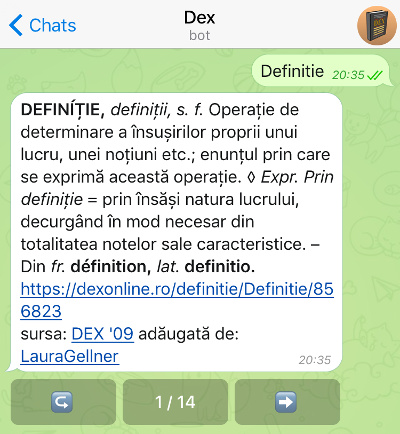 Chats
Dex
bot
Definitie 20:35
DEFINÍȚIE, definiții, s. f. Operație de
determinare a însușirilor proprii unui
lucru, unei noțiuni etc.; enunțul prin care
se exprimă această operație. ◊ Expr. Prin
definiție = prin însăși natura lucrului,
decurgând în mod necesar din
totalitatea notelor sale caracteristice. –
Din fr. définition, lat. definitio.
https://dexonline.ro/definitie/Definitie/85
6823
sursa: DEX '09 adăugată de:
LauraGellner
20:35
1 / 14